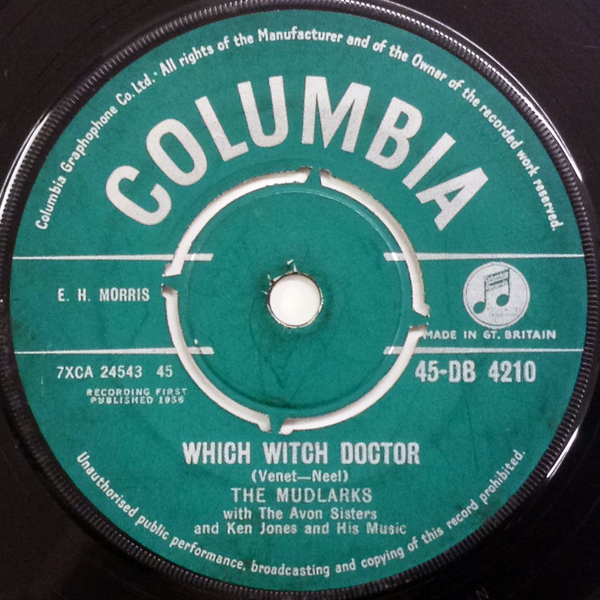 Columbia Graphophone Co. Ltd. · All rights of the Manufacturer and of the Owner of the recorded work reserved.
COLUMBIA
E. H. MORRIS
MADE IN GT. BRITAIN
7XCA 24543 45
45-DB 4210
RECORDING FIRST
PUBLISHED 1958
WHICH WITCH DOCTOR
(Venet—Neel)
THE MUDLARKS
with The Avon Sisters
and Ken Jones and His Music
Unauthorised public performance, broadcasting and copying of this record prohibited.